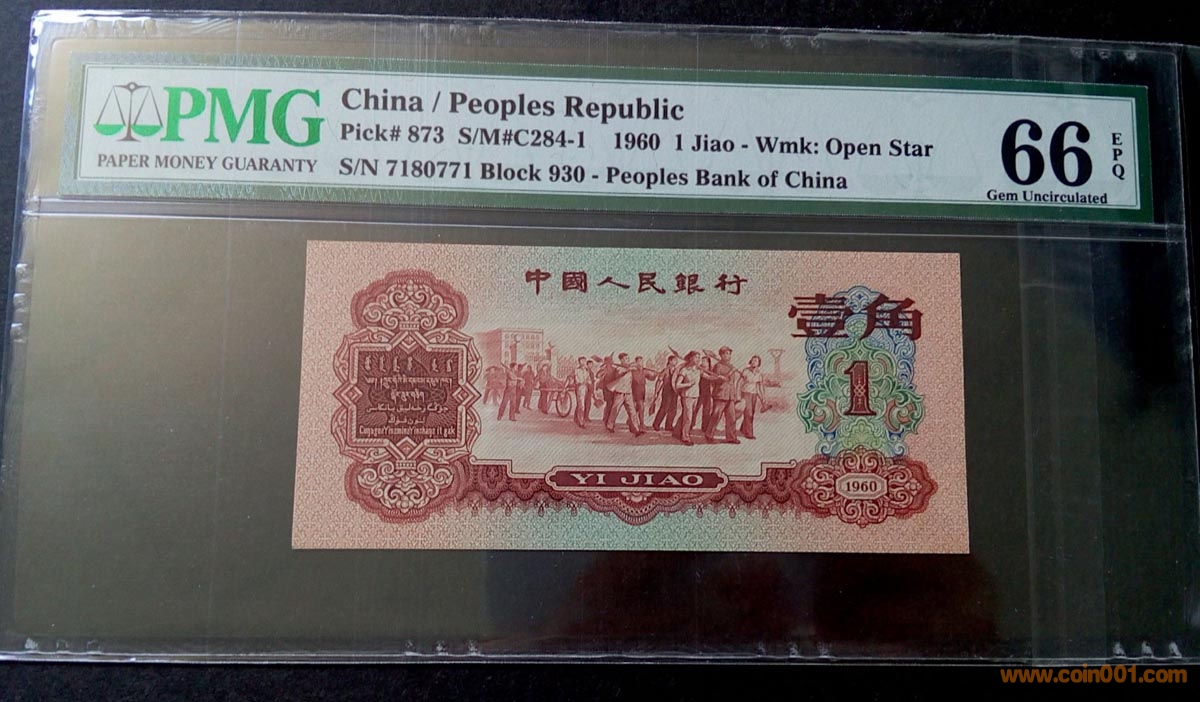 PMG
PAPER MONEY GUARANTY
China / Peoples Republic
Pick# 873 S/M#C284-1 1960 1 Jiao - Wmk: Open Star
S/N 7180771 Block 930 - Peoples Bank of China
66
EPQ
Gem Uncirculated
中國人民銀行
壹角
1
YI JIAO
1960
www.coin001.com